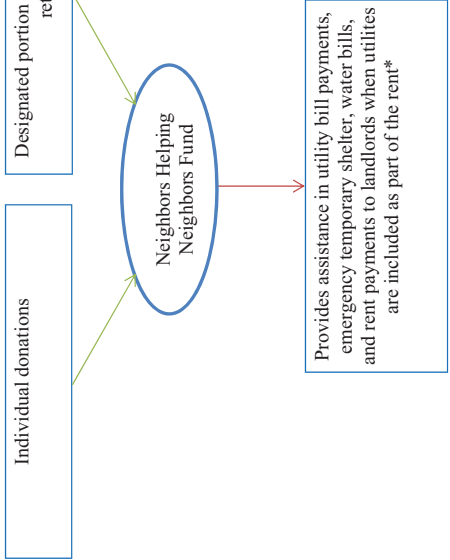 Individual donations
Designated portion
ret
Neighbors Helping
Neighbors Fund
Provides assistance in utility bill payments,
emergency temporary shelter, water bills,
and rent payments to landlords when utilites
are included as part of the rent*